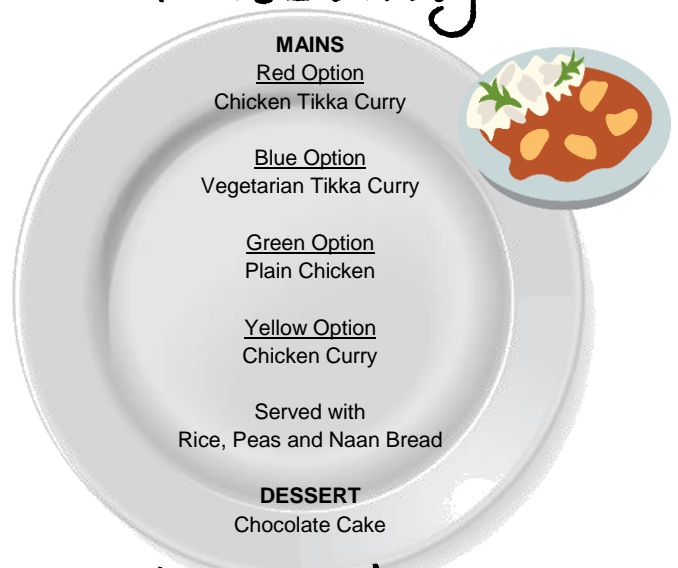 MAINS
Red Option
Chicken Tikka Curry
Blue Option
Vegetarian Tikka Curry
Green Option
Plain Chicken
Yellow Option
Chicken Curry
Served with
Rice, Peas and Naan Bread
DESSERT
Chocolate Cake